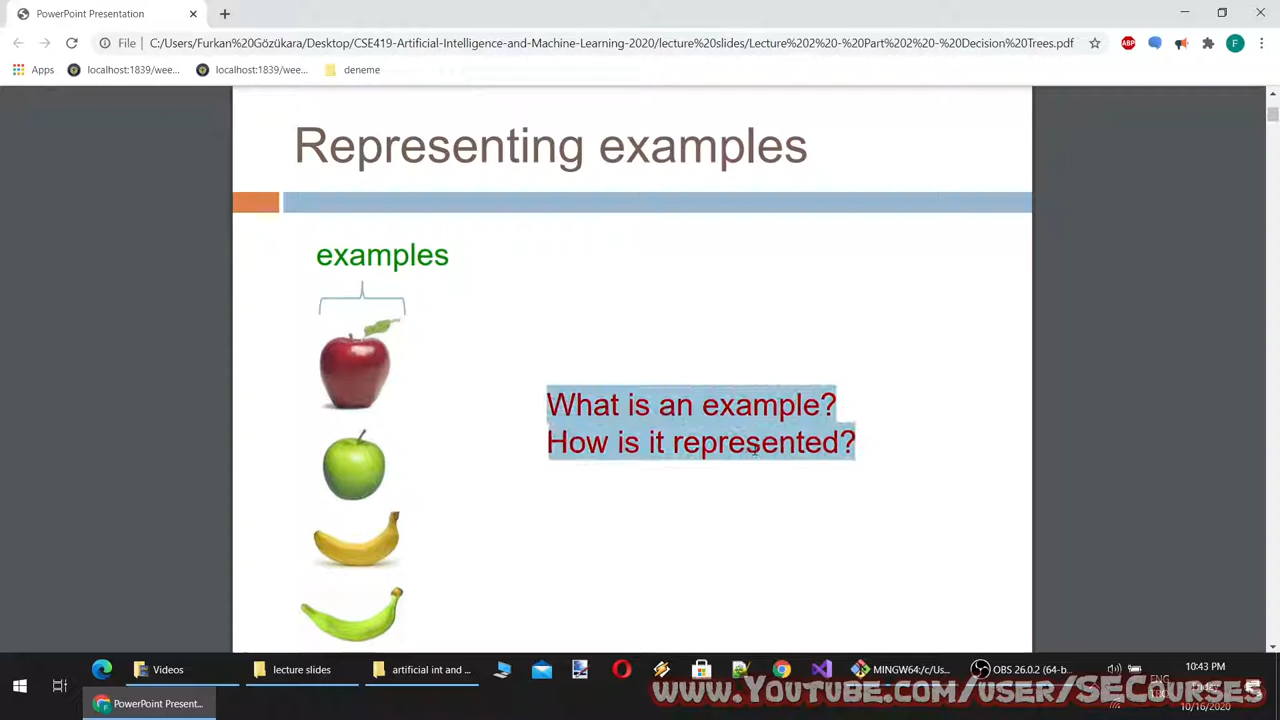 PowerPoint Presentation
File
C:/Users/Furkan%20Gözükara/Desktop/CSE419-Artificial-Intelligence-and-Machine-Learning-2020/lecture%20slides/Lecture%202%20-%20Part%202%20-%20Decision%20Trees.pdf
ABP
F
Apps
localhost:1839/wee...
localhost:1839/wee...
deneme
Representing examples
examples
What is an example?
How is it represented?
Videos
lecture slides
artificial int and ...
MINGW64:/c/Us...
OBS 26.0.2 (64-b...
ENG
10:43 PM
Friday
10/16/2020
PowerPoint Present...
www.Youtube.com/user/SECourses